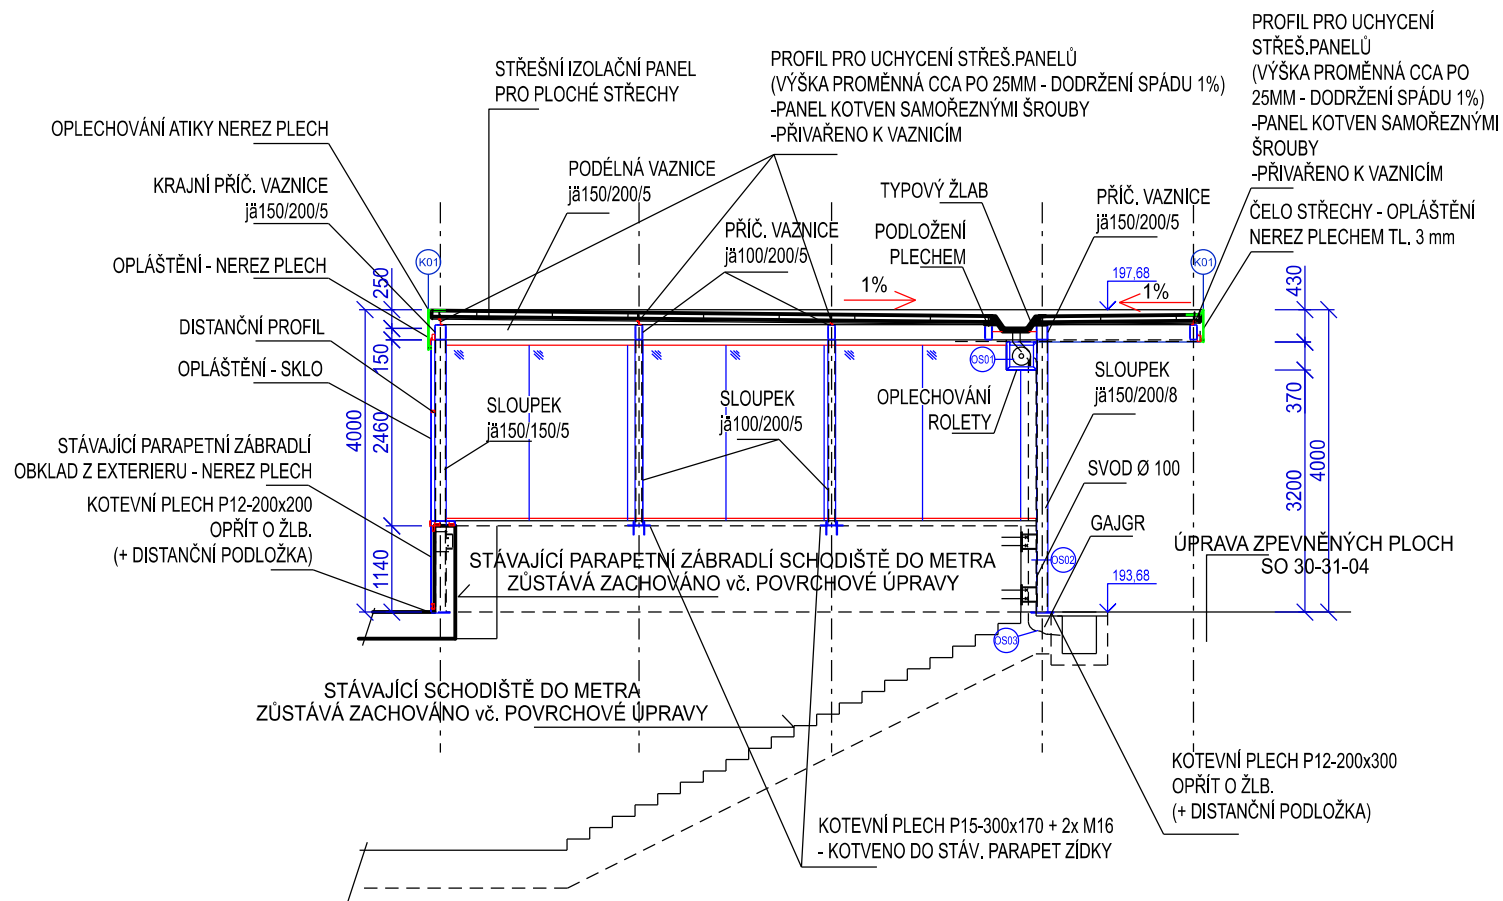 PROFIL PRO UCHYCENÍ
STŘEŠ.PANELŮ
(VÝŠKA PROMĚNNÁ CCA PO
25MM - DODRŽENÍ SPÁDU 1%)
-PANEL KOTVEN SAMOŘEZNÝMI
ŠROUBY
-PŘIVAŘENO K VAZNICÍM
PROFIL PRO UCHYCENÍ STŘEŠ.PANELŮ
(VÝŠKA PROMĚNNÁ CCA PO 25MM - DODRŽENÍ SPÁDU 1%)
-PANEL KOTVEN SAMOŘEZNÝMI ŠROUBY
-PŘIVAŘENO K VAZNICÍM
STŘEŠNÍ IZOLAČNÍ PANEL
PRO PLOCHÉ STŘECHY
OPLECHOVÁNÍ ATIKY NEREZ PLECH
KRAJNÍ PŘÍČ. VAZNICE
jä150/200/5
PODÉLNÁ VAZNICE
jä150/200/5
TYPOVÝ ŽLAB
PŘÍČ. VAZNICE
jä150/200/5
ČELO STŘECHY - OPLÁŠTĚNÍ
NEREZ PLECHEM TL. 3 mm
PŘÍČ. VAZNICE
jä100/200/5
PODLOŽENÍ
PLECHEM
OPLÁŠTĚNÍ - NEREZ PLECH
K01
K01
197,68
1%
1%
250
430
DISTANČNÍ PROFIL
OPLÁŠTĚNÍ - SKLO
150
OS01
SLOUPEK
jä150/200/8
370
OPLECHOVÁNÍ
ROLETY
SLOUPEK
jä150/150/5
SLOUPEK
jä100/200/5
4000
2460
4000
3200
STÁVAJÍCÍ PARAPETNÍ ZÁBRADLÍ
OBKLAD Z EXTERIERU - NEREZ PLECH
SVOD Ø 100
KOTEVNÍ PLECH P12-200x200
OPŘÍT O ŽLB.
(+ DISTANČNÍ PODLOŽKA)
GAJGR
ÚPRAVA ZPEVNĚNÝCH PLOCH
SO 30-31-04
1140
STÁVAJÍCÍ PARAPETNÍ ZÁBRADLÍ SCHODIŠTĚ DO METRA
ZŮSTÁVÁ ZACHOVÁNO vč. POVRCHOVÉ ÚPRAVY
OS02
193,68
OS03
STÁVAJÍCÍ SCHODIŠTĚ DO METRA
ZŮSTÁVÁ ZACHOVÁNO vč. POVRCHOVÉ ÚPRAVY
KOTEVNÍ PLECH P12-200x300
OPŘÍT O ŽLB.
(+ DISTANČNÍ PODLOŽKA)
KOTEVNÍ PLECH P15-300x170 + 2x M16
- KOTVENO DO STÁV. PARAPET ZÍDKY